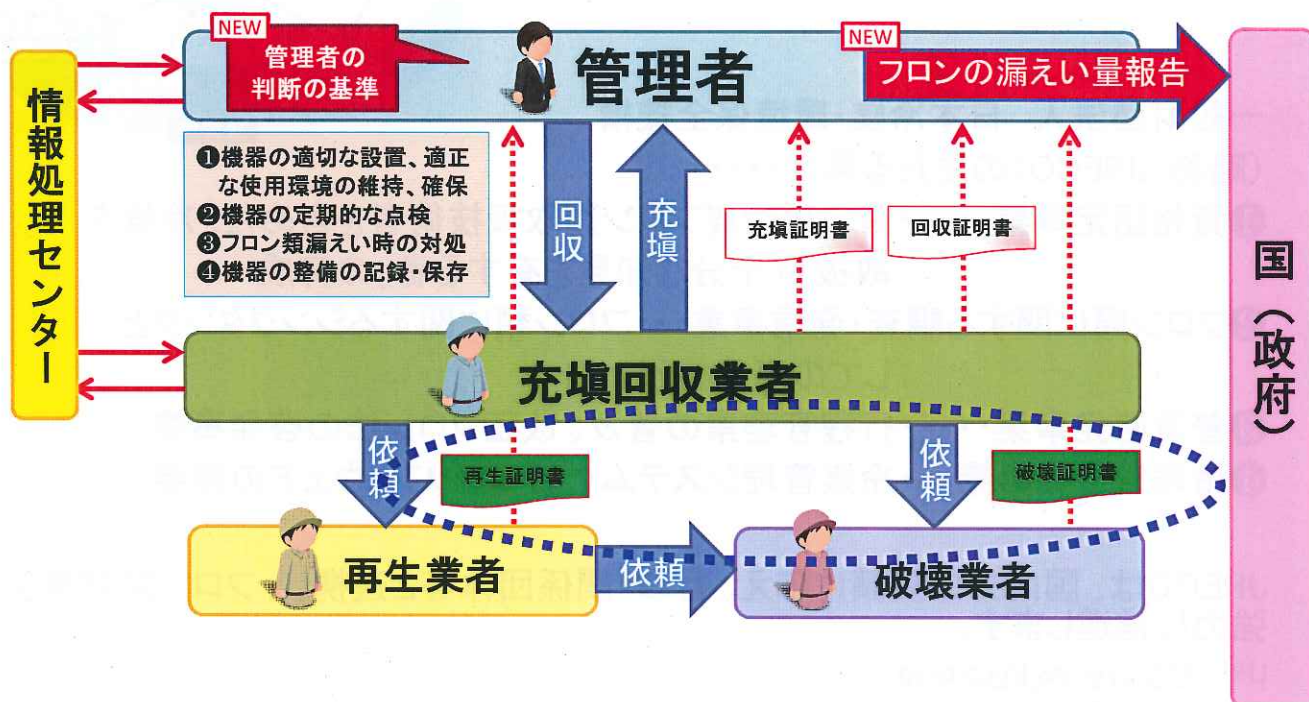 NEW
管理者の
判断の基準
管理者
NEW
フロンの漏えい量報告
情報処理センター
国(政府)
❶機器の適切な設置、適正
な使用環境の維持、確保
❷機器の定期的な点検
❸フロン類漏えい時の対処
❹機器の整備の記録・保存
回収
充塡
充塡証明書
回収証明書
充塡回収業者
依頼
再生証明書
依頼
破壊証明書
再生業者
依頼
破壊業者